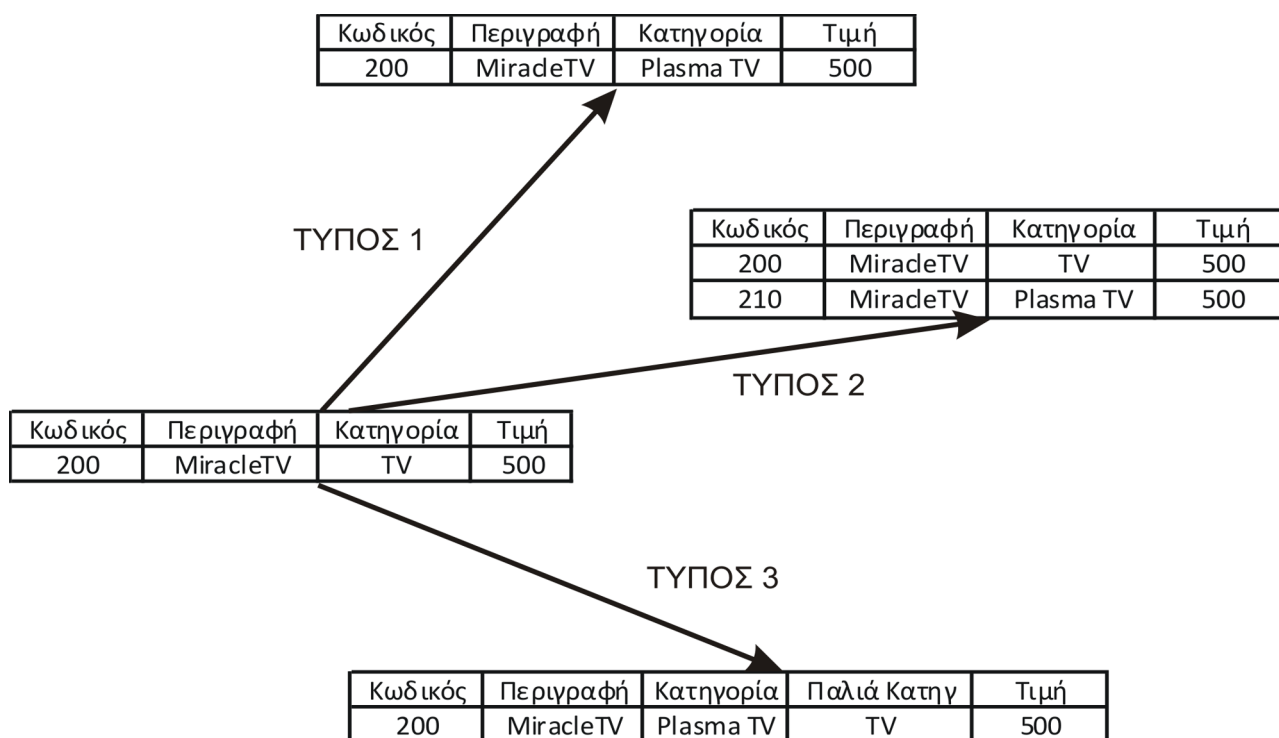 Κωδικός Περιγραφή Κατηγορία Τιμή
200 MiracleTV Plasma TV 500
ΤΥΠΟΣ 1
Κωδικός Περιγραφή Κατηγορία Τιμή
200 MiracleTV TV 500
210 MiracleTV Plasma TV 500
ΤΥΠΟΣ 2
Κωδικός Περιγραφή Κατηγορία Τιμή
200 MiracleTV TV 500
ΤΥΠΟΣ 3
Κωδικός Περιγραφή Κατηγορία Παλιά Κατηγ Τιμή
200 MiracleTV Plasma TV TV 500